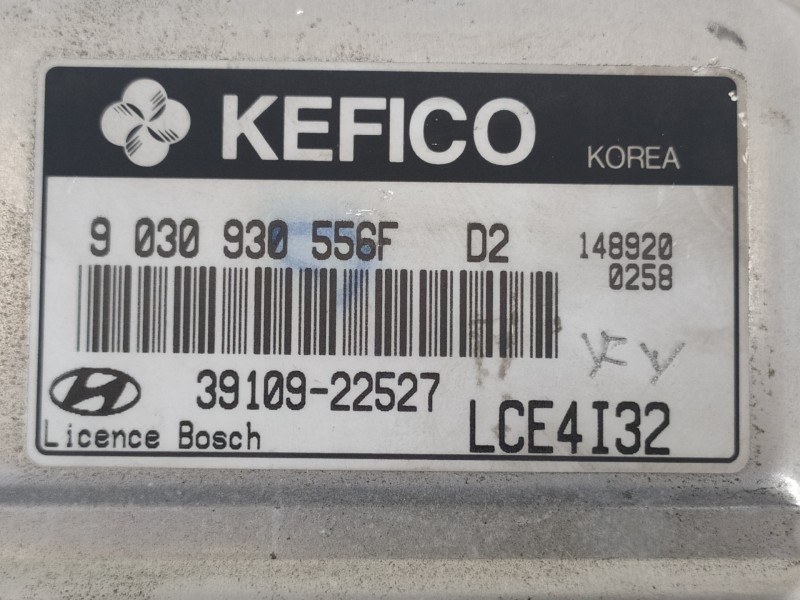 KEFICO KOREA
9 030 930 556F D2 148920
0258
39109-22527 LCE4I32
Licence Bosch